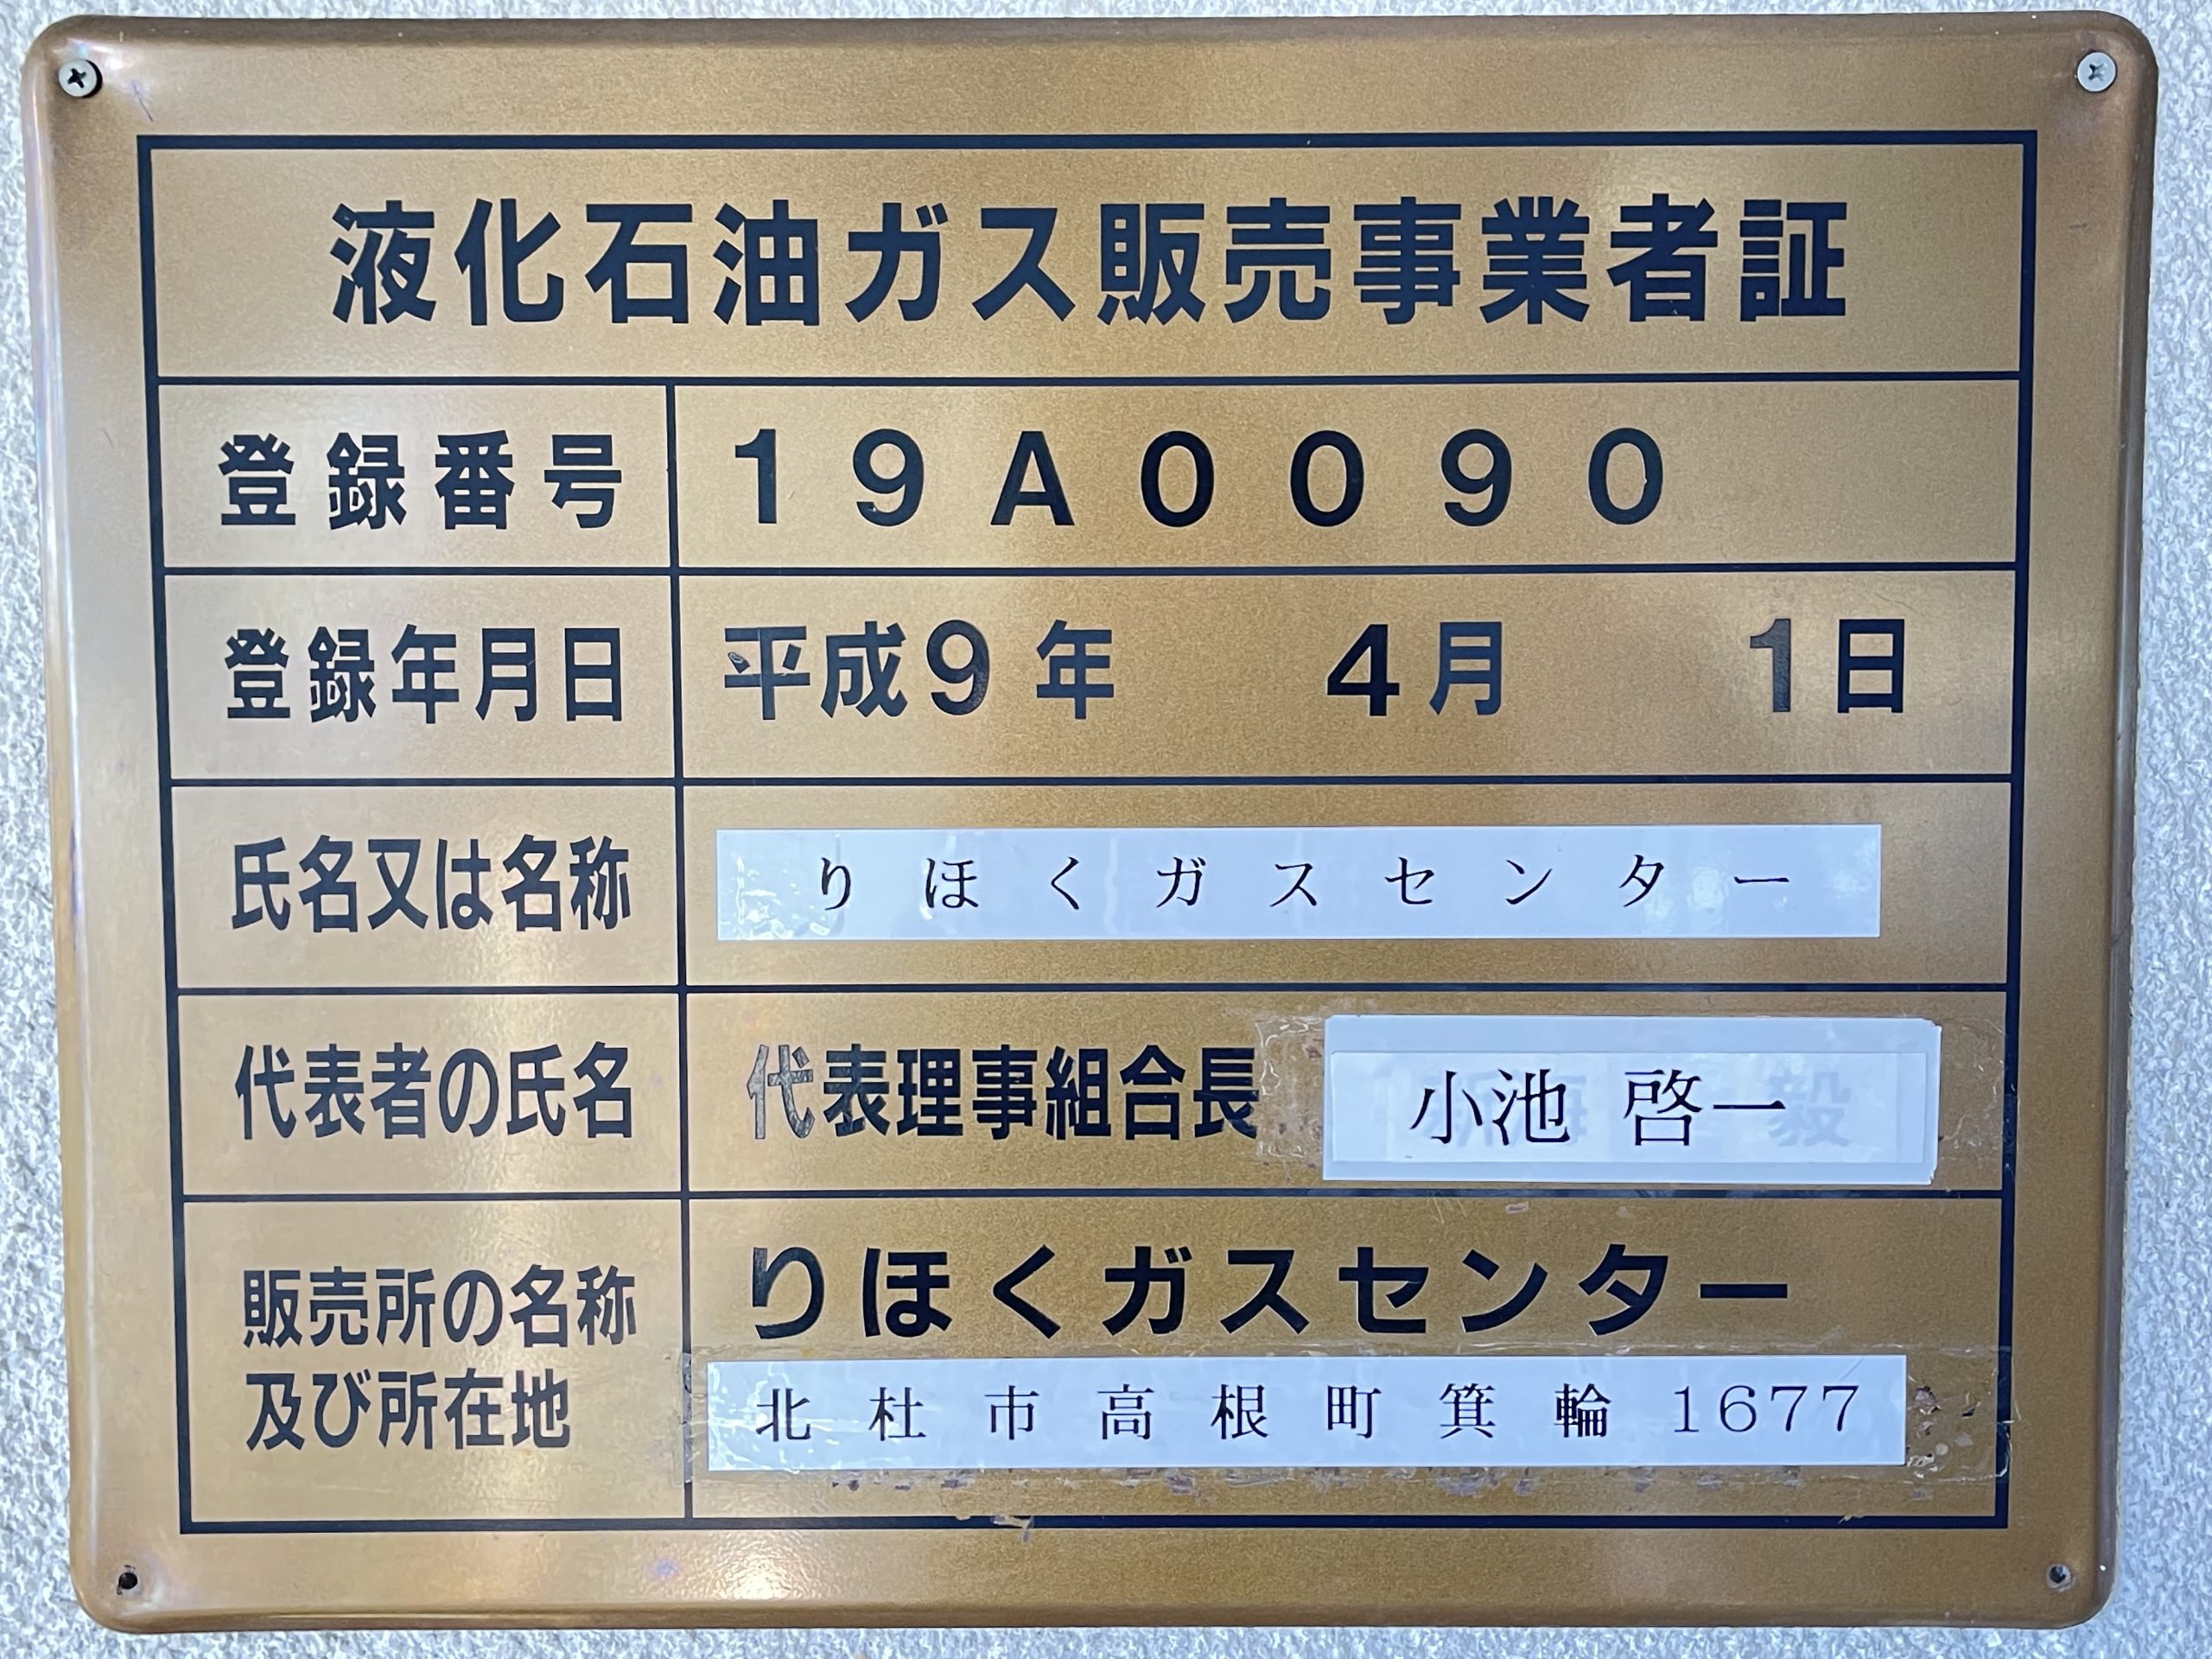 液化石油ガス販売事業者証
登録番号 19A0090
登録年月日 平成9年 4月 1日
氏名又は名称 りほくガスセンター
代表者の氏名 代表理事組合長 小池 啓一
販売所の名称 りほくガスセンター
及び所在地 北杜市高根町箕輪1677